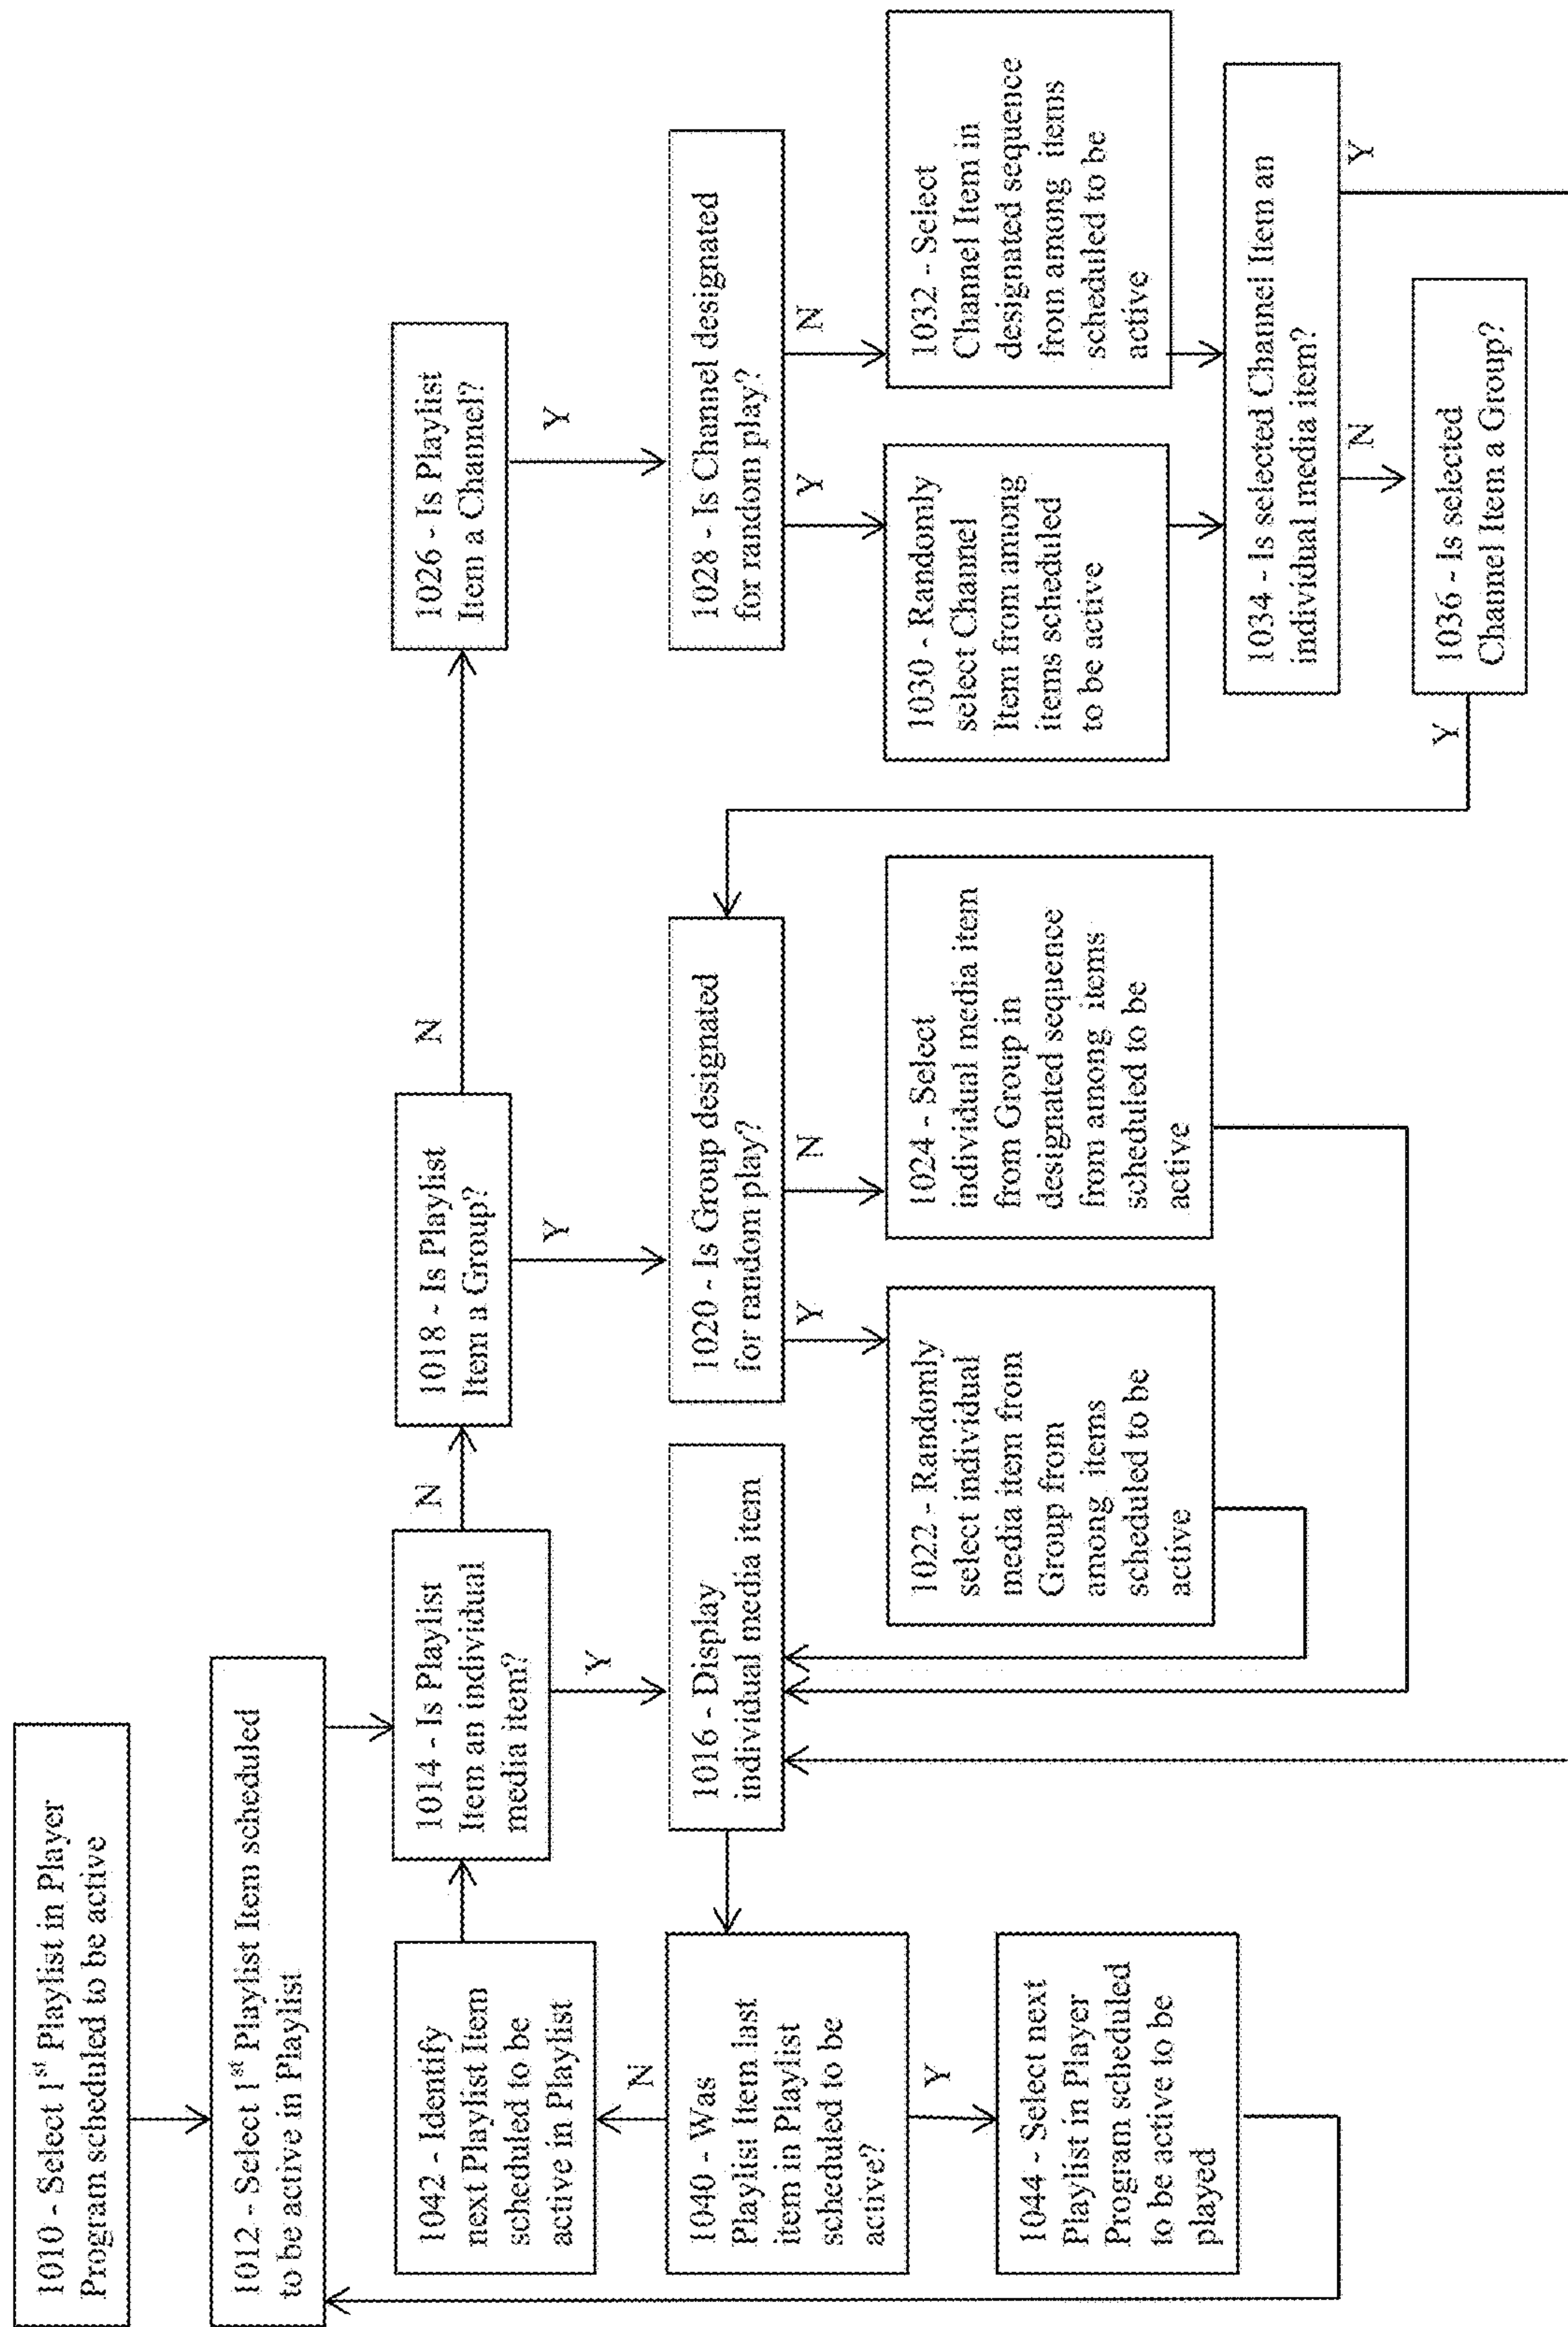 1010 - Select 1st Playlist in Player
Program scheduled to be active
1012 - Select 1st Playlist Item scheduled
to be active in Playlist
1042 - Identify
next Playlist Item
scheduled to be
active in Playlist
1014 - Is Playlist
Item an individual
media item?
N
1018 - Is Playlist
Item a Group?
N
1026 - Is Playlist
Item a Channel?
N
Y
Y
Y
1040 - Was
Playlist Item last
item in Playlist
scheduled to be
active?
1016 - Display
individual media item
1020 - Is Group designated
for random play?
1028 - Is Channel designated
for random play?
Y
Y
N
Y
N
1044 - Select next
Playlist in Player
Program scheduled
to be active to be
played
1022 - Randomly
select individual
media item from
Group from
among items
scheduled to be
active
1024 - Select
individual media item
from Group in
designated sequence
from among items
scheduled to be
active
1030 - Randomly
select Channel
Item from among
items scheduled
to be active
1032 - Select
Channel Item in
designated sequence
from among items
scheduled to be
active
1034 - Is selected Channel Item an
individual media item?
N
Y
1036 - Is selected
Channel Item a Group?
Y